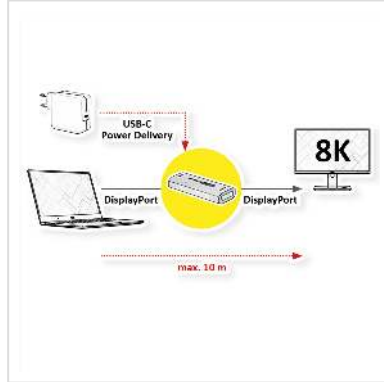 USB-C
Power Delivery
8K
DisplayPort
DisplayPort
max. 10 m